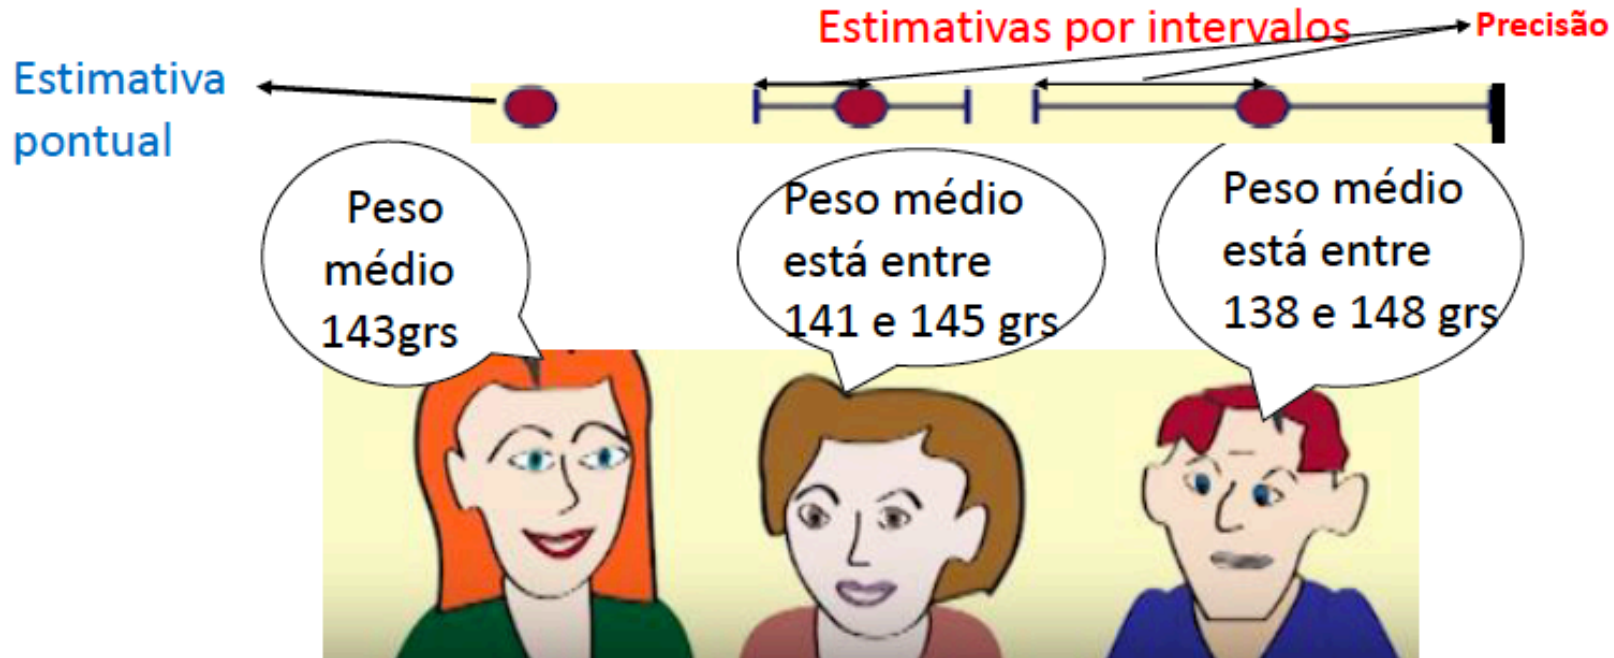 Estimativas por intervalos
Precisão
Estimativa
pontual
Peso
médio
143grs
Peso médio
está entre
141 e 145 grs
Peso médio
está entre
138 e 148 grs